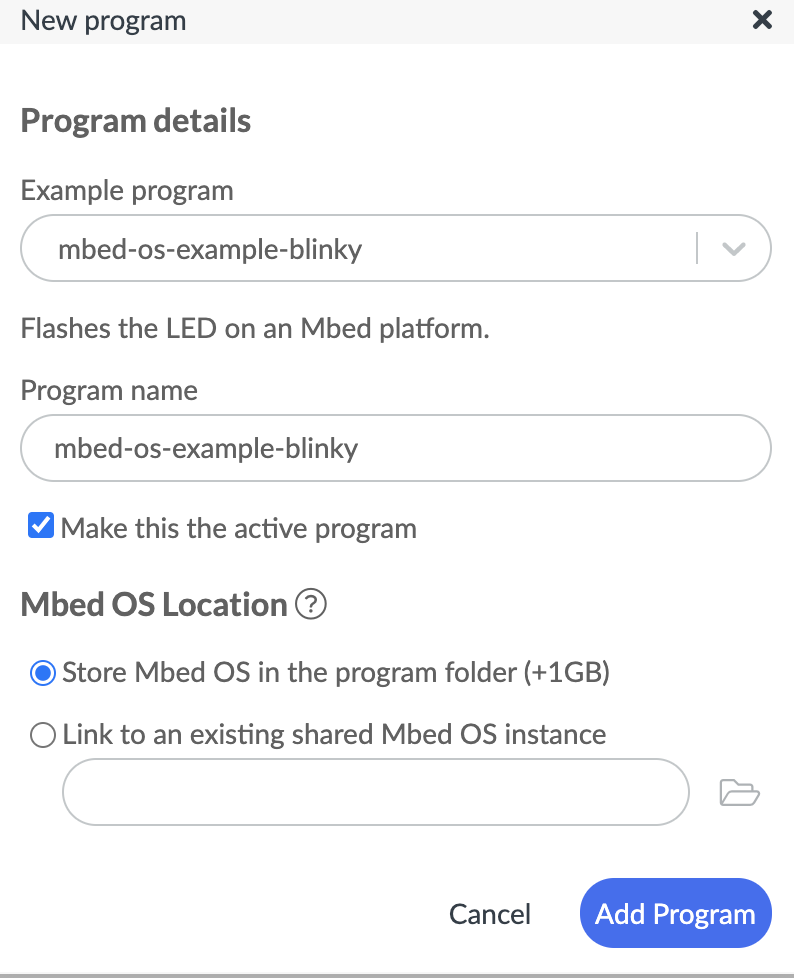 New program
Program details
Example program
mbed-os-example-blinky
Flashes the LED on an Mbed platform.
Program name
mbed-os-example-blinky
Make this the active program
Mbed OS Location ?
Store Mbed OS in the program folder (+1GB)
Link to an existing shared Mbed OS instance
Cancel Add Program